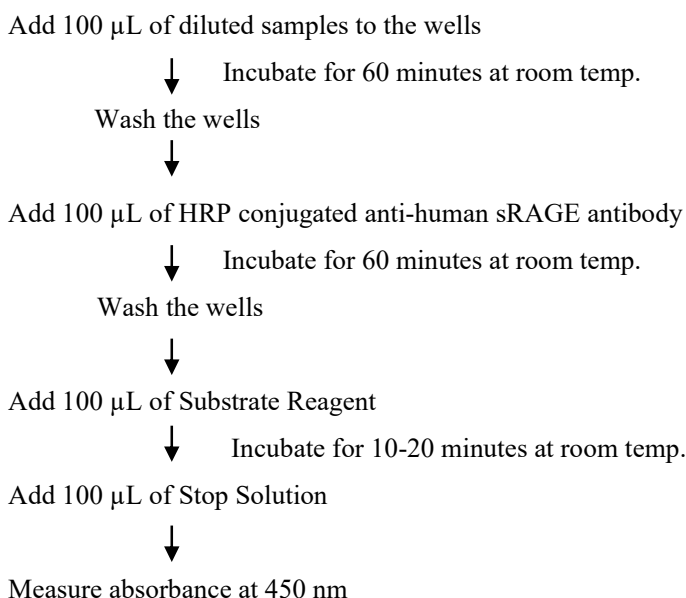 Add 100 µL of diluted samples to the wells
Incubate for 60 minutes at room temp.
Wash the wells
Add 100 µL of HRP conjugated anti-human sRAGE antibody
Incubate for 60 minutes at room temp.
Wash the wells
Add 100 µL of Substrate Reagent
Incubate for 10-20 minutes at room temp.
Add 100 µL of Stop Solution
Measure absorbance at 450 nm